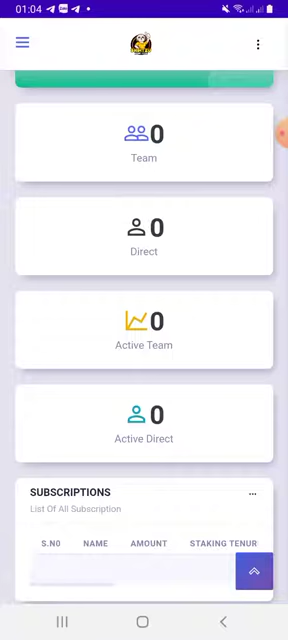 01:04
0
Team
0
Direct
0
Active Team
0
Active Direct
SUBSCRIPTIONS
...
List Of All Subscription
S.N0 NAME AMOUNT STAKING TENUR